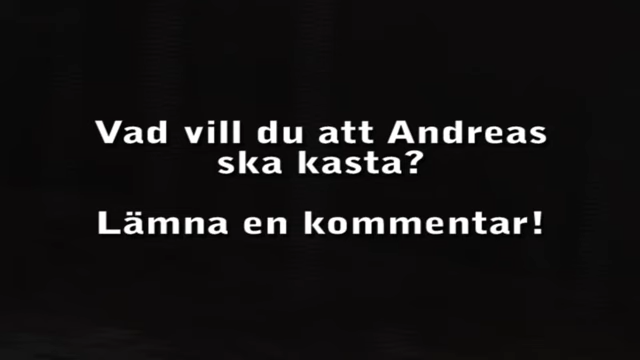 Vad vill du att Andreas
ska kasta?
Lämna en kommentar!